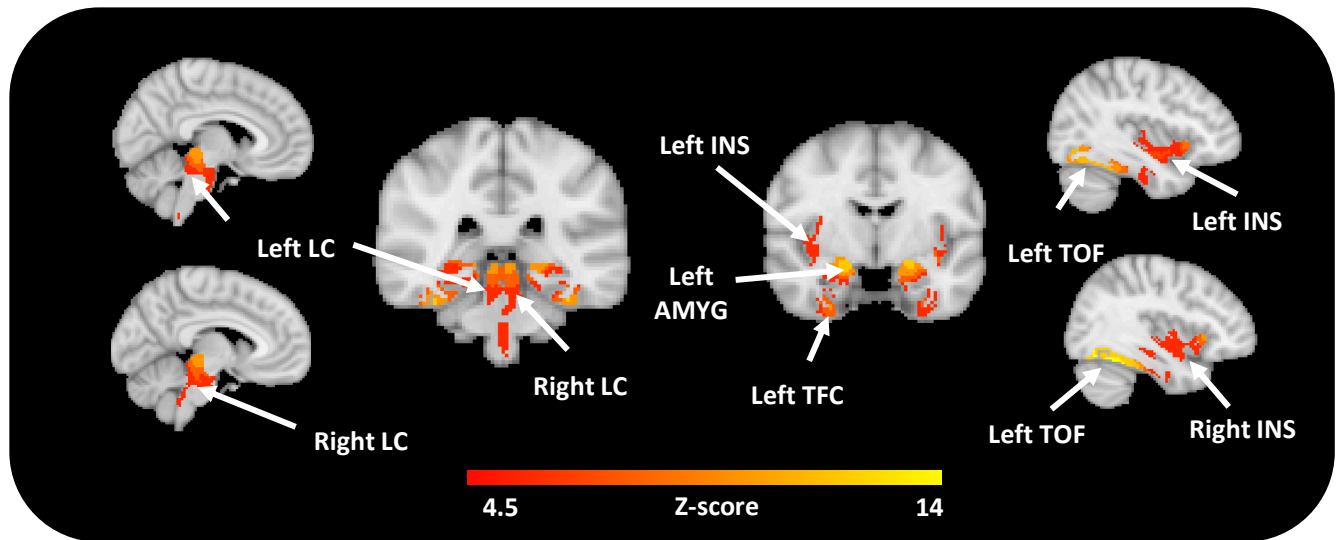 Left INS
Left INS
Left LC
Left TOF
Left
AMYG
Right LC
Left TFC
Right LC
Left TOF
Right INS
4.5
Z-score
14